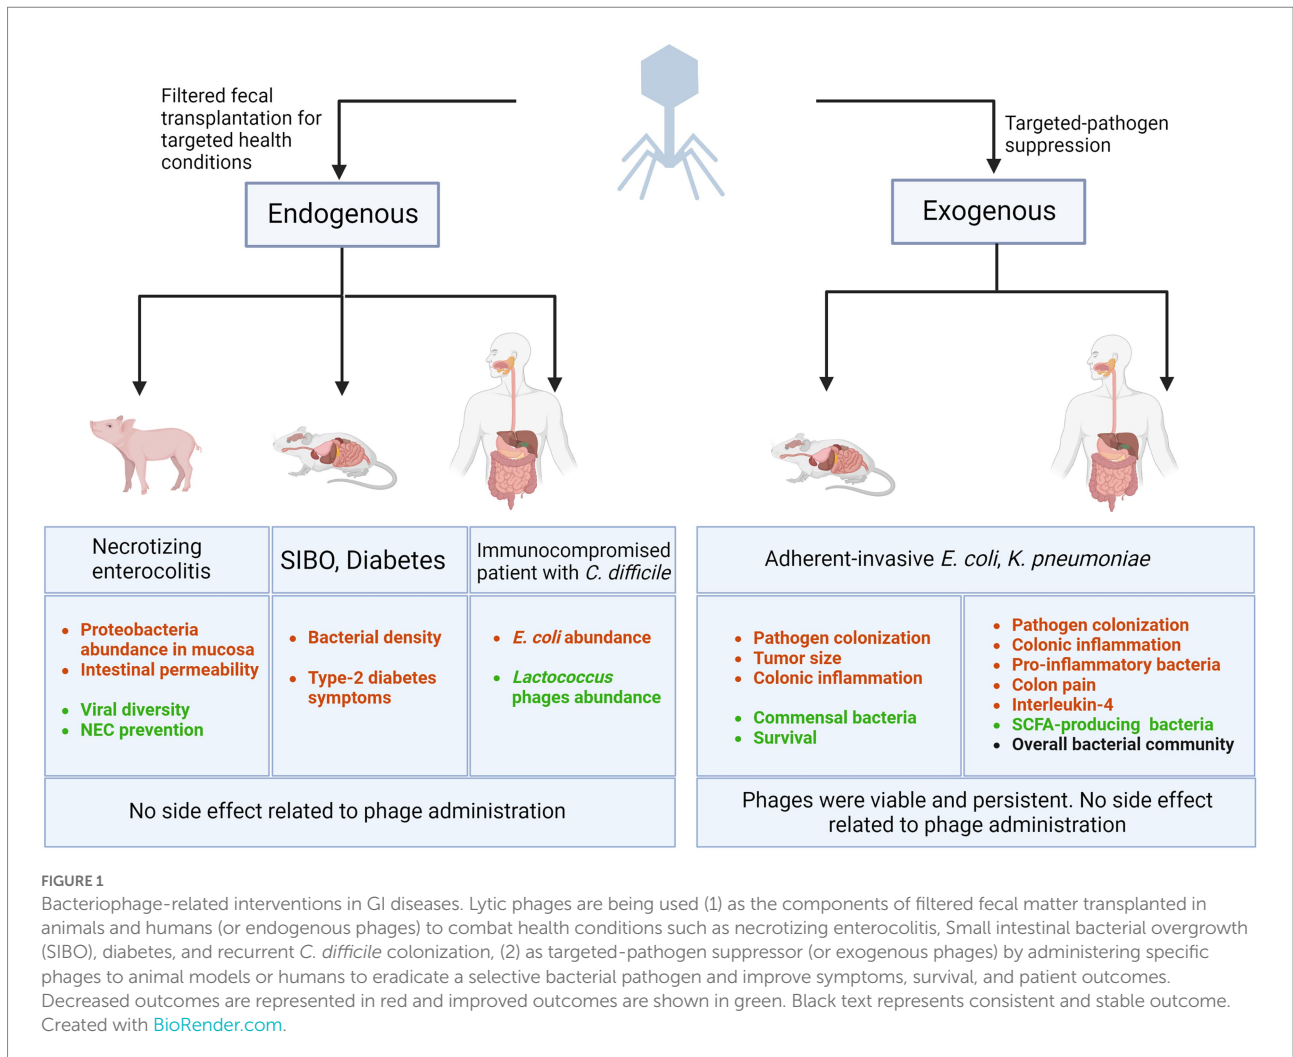 Filtered fecal
transplantation for
targeted health
conditions
Targeted-pathogen
suppression
Endogenous
Exogenous
Necrotizing
enterocolitis
SIBO, Diabetes
Immunocompromised
patient with C. difficile
Adherent-invasive E. coli, K. pneumoniae
• Proteobacteria
abundance in mucosa
• Intestinal permeability
• Viral diversity
• NEC prevention
• Bacterial density
• Type-2 diabetes
symptoms
• E. coli abundance
• Lactococcus
phages abundance
• Pathogen colonization
• Tumor size
• Colonic inflammation
• Commensal bacteria
• Survival
• Pathogen colonization
• Colonic inflammation
• Pro-inflammatory bacteria
• Colon pain
• Interleukin-4
• SCFA-producing bacteria
• Overall bacterial community
No side effect related to phage administration
Phages were viable and persistent. No side effect
related to phage administration
FIGURE 1
Bacteriophage-related interventions in GI diseases. Lytic phages are being used (1) as the components of filtered fecal matter transplanted in
animals and humans (or endogenous phages) to combat health conditions such as necrotizing enterocolitis, Small intestinal bacterial overgrowth
(SIBO), diabetes, and recurrent C. difficile colonization, (2) as targeted-pathogen suppressor (or exogenous phages) by administering specific
phages to animal models or humans to eradicate a selective bacterial pathogen and improve symptoms, survival, and patient outcomes.
Decreased outcomes are represented in red and improved outcomes are shown in green. Black text represents consistent and stable outcome.
Created with BioRender.com.